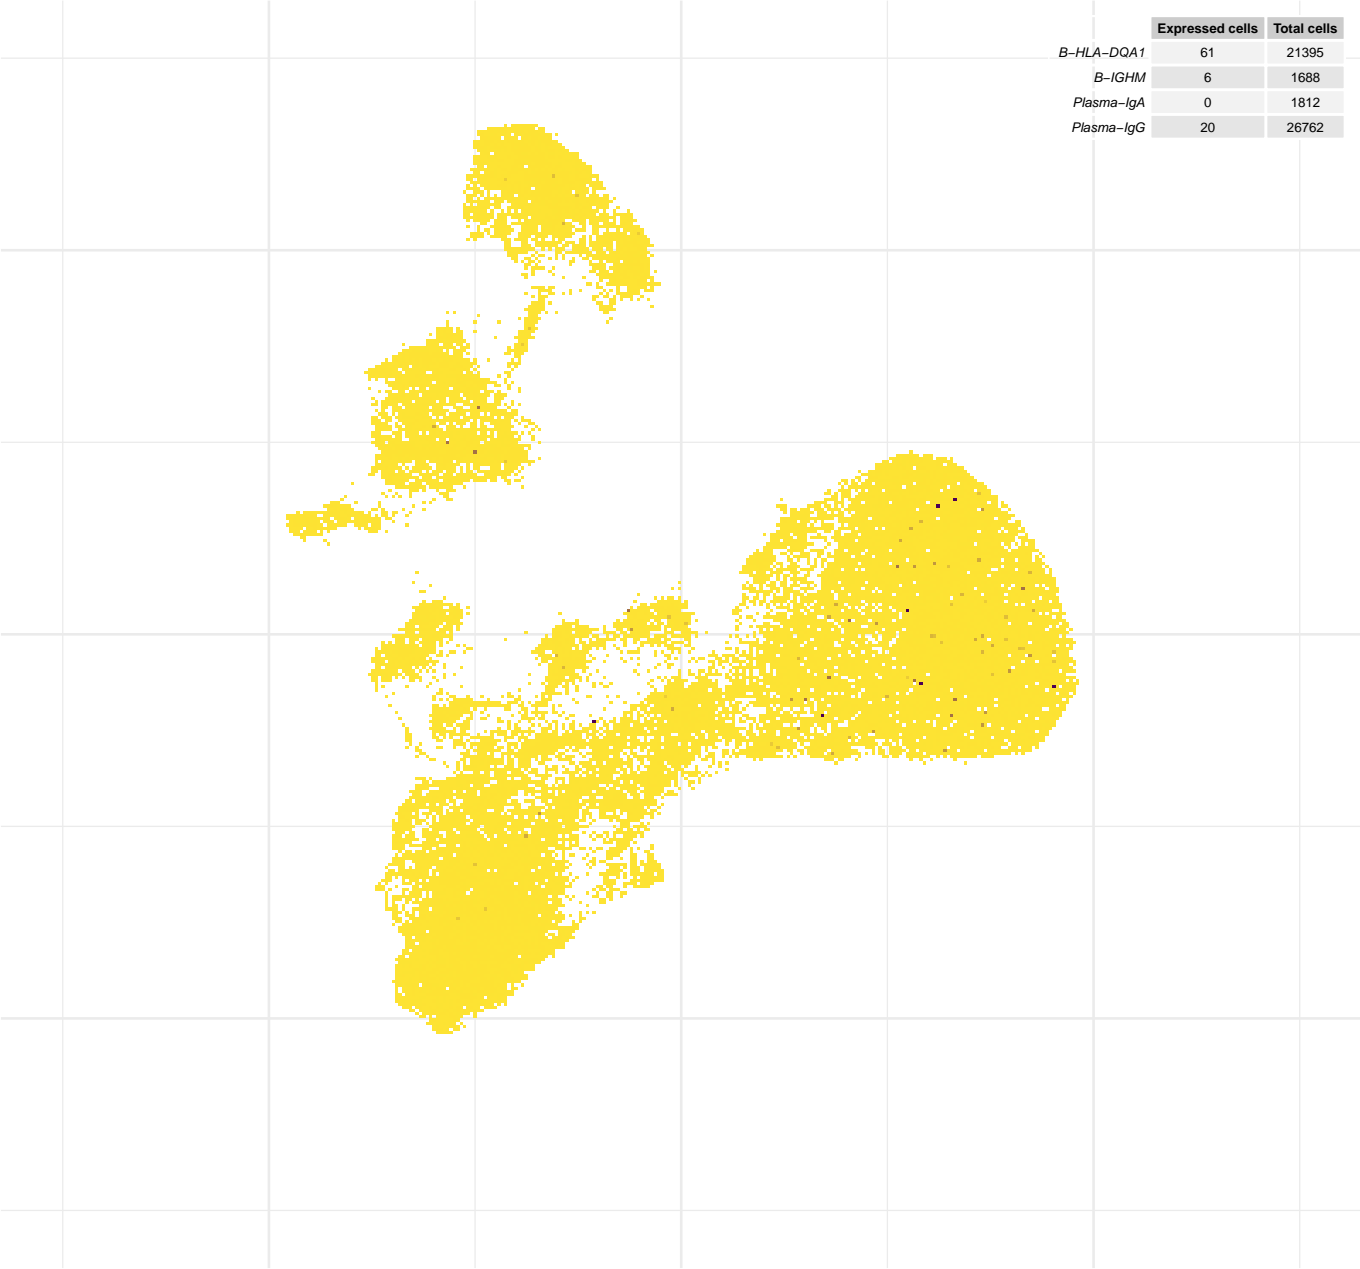 Expressed cells Total cells
B−HLA−DQA1 61 21395
B−IGHM 6 1688
Plasma−IgA 0 1812
Plasma−IgG 20 26762